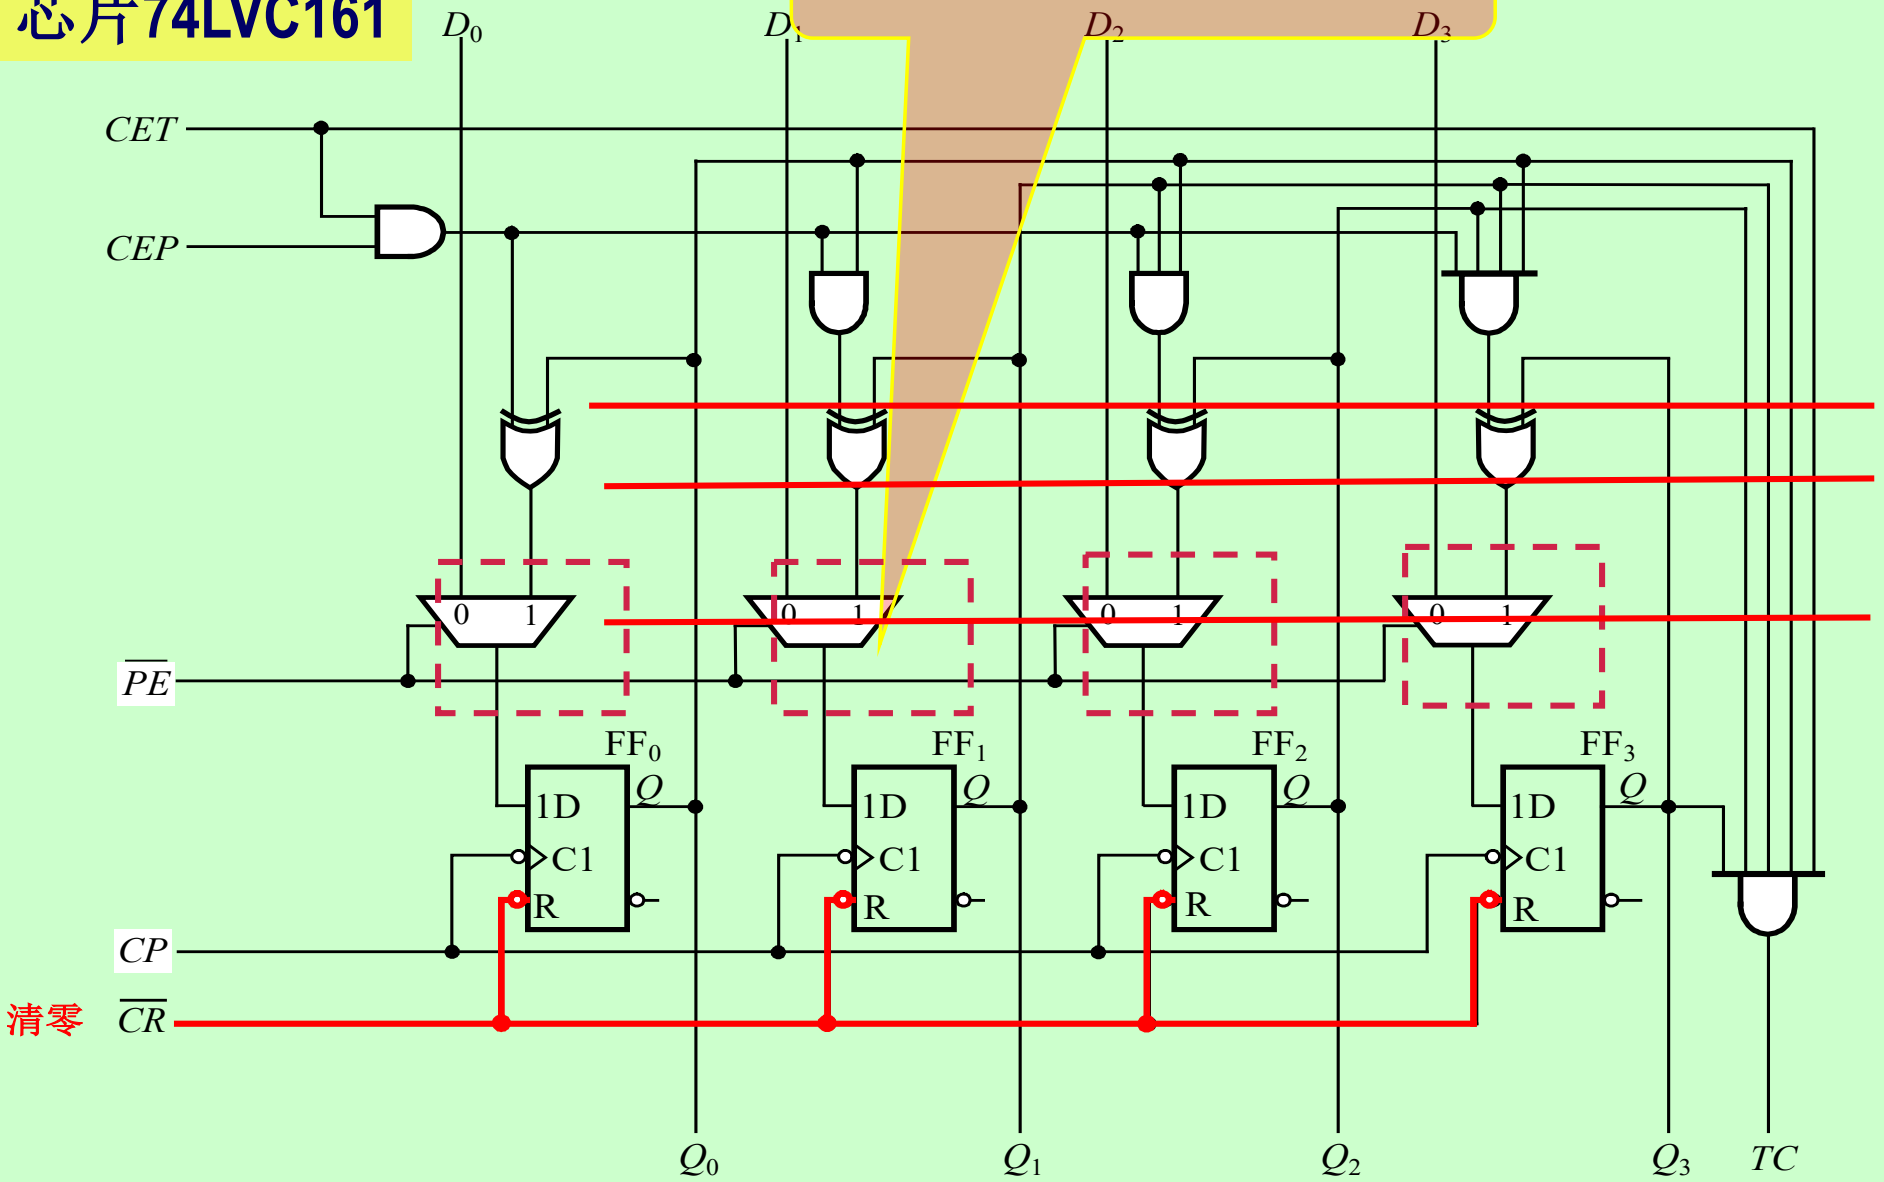 芯片74LVC161
D0 D1 D2 D3
CET
CEP
0 1 0 1 0 1 0 1
PE
FF0 FF1 FF2 FF3
1D Q 1D Q 1D Q 1D Q
C1 C1 C1 C1
R R R R
CP
清零 CR
Q0 Q1 Q2 Q3 TC